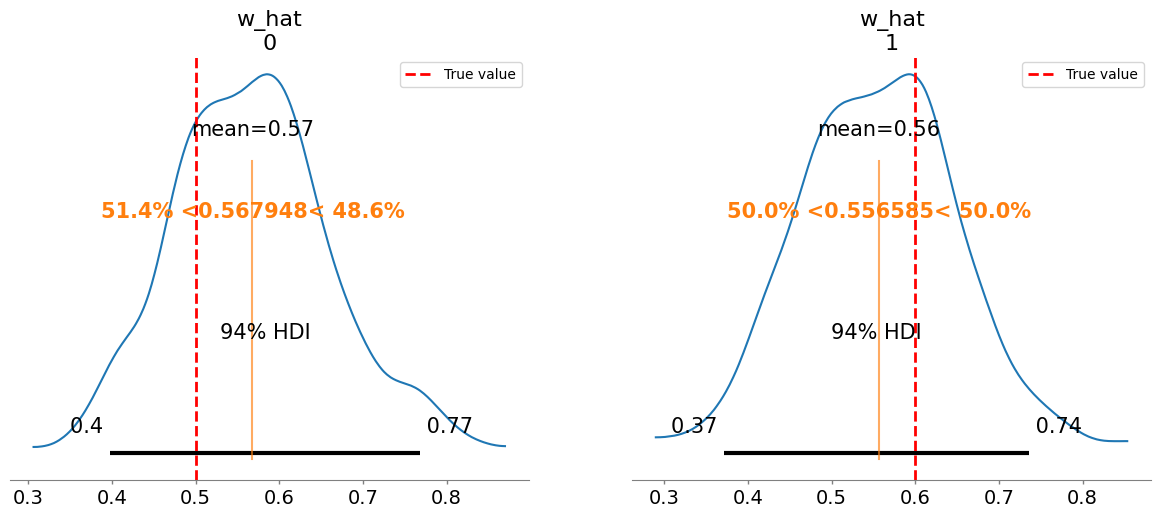 w_hat
0
True value
mean=0.57
51.4% <0.567948< 48.6%
94% HDI
0.4
0.77
0.3 0.4 0.5 0.6 0.7 0.8
w_hat
1
True value
mean=0.56
50.0% <0.556585< 50.0%
94% HDI
0.37
0.74
0.3 0.4 0.5 0.6 0.7 0.8